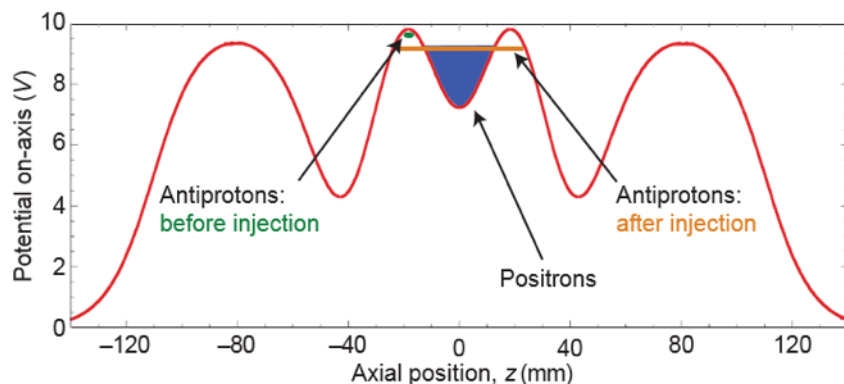 Potential on-axis (V)
10
8
6
4
2
0
Antiprotons:
before injection
Antiprotons:
after injection
Positrons
–120
–80
–40
0
40
80
120
Axial position, z (mm)